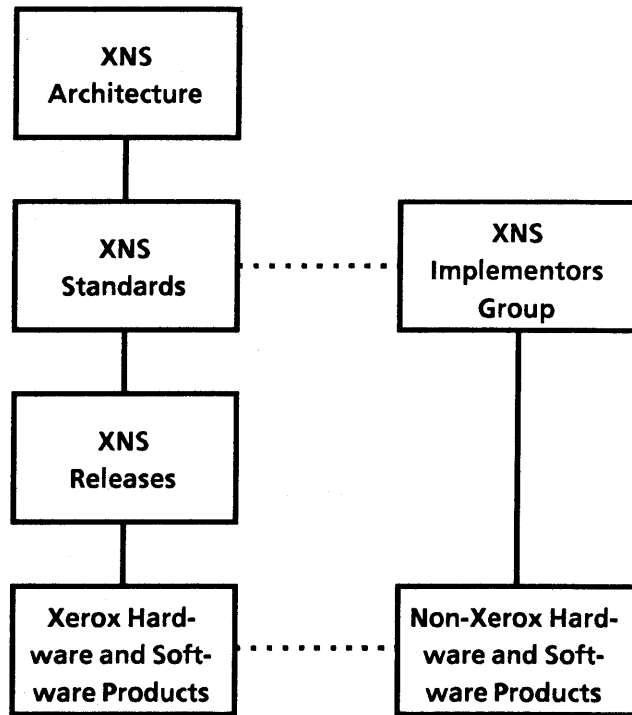 XNS
Architecture
XNS
Standards
XNS
Implementors
Group
XNS
Releases
Xerox Hard-
ware and Soft-
ware Products
Non-Xerox Hard-
ware and Soft-
ware Products